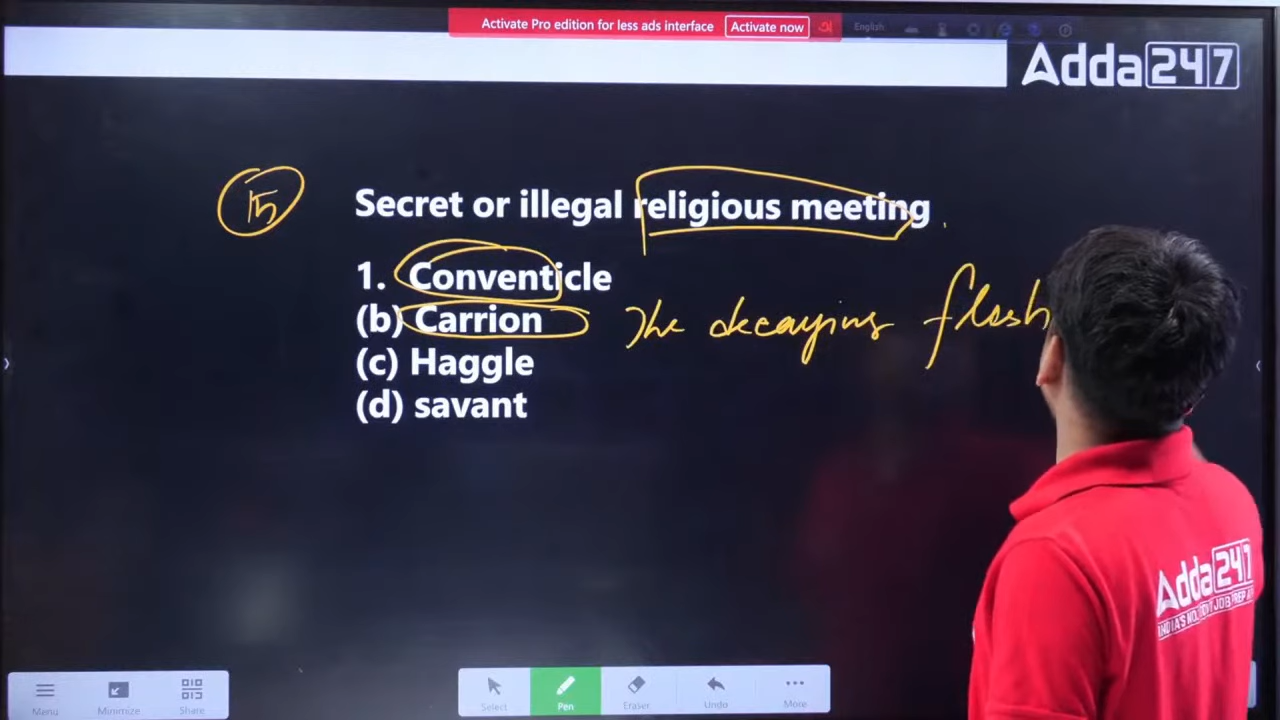 Activate Pro edition for less ads interface Activate now English
Adda247
15 Secret or illegal religious meeting
1. Conventicle
(b) Carrion The decaying flesh
(c) Haggle
(d) savant
Adda247
Menu Minimize Share Select Pen Eraser Undo More